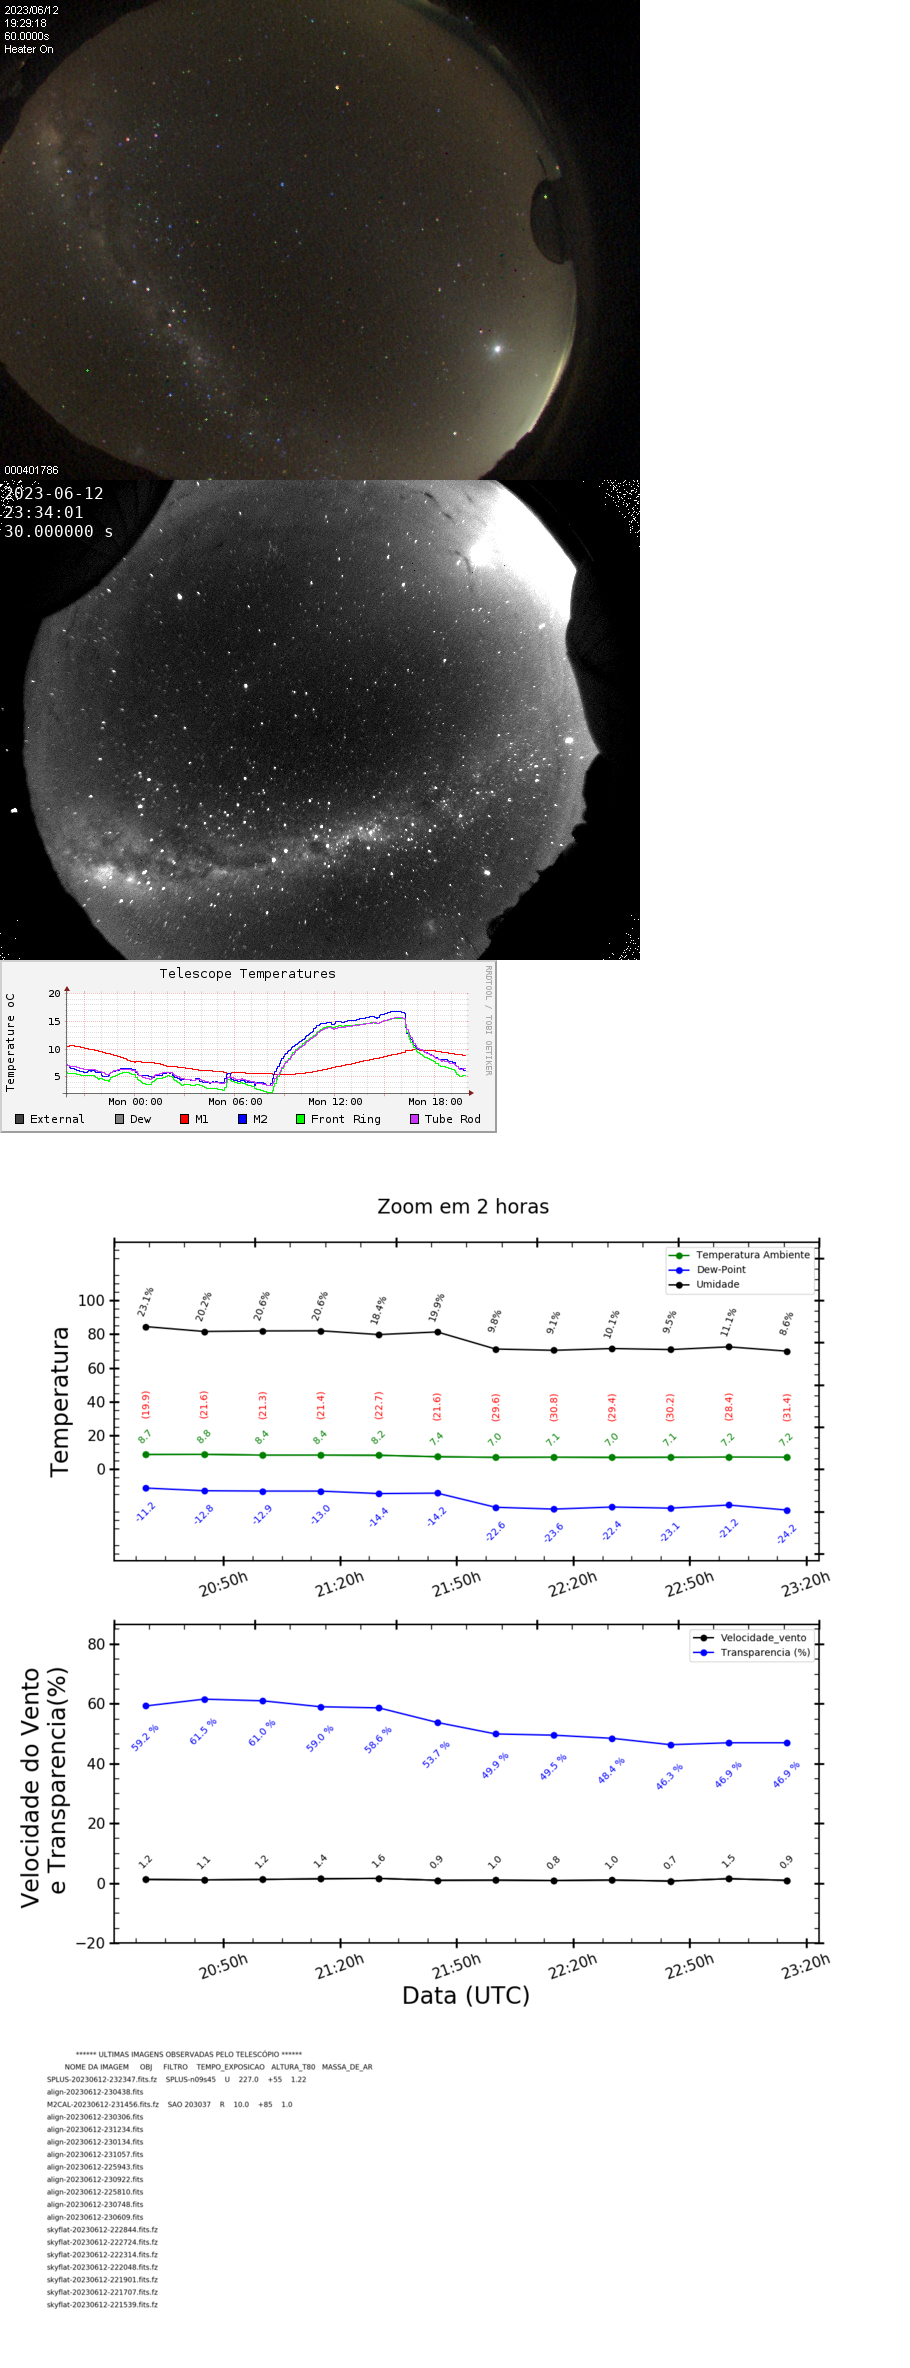 2023/06/12
19:29:18
60.0000s
Heater On
000401786
2023-06-12
23:34:01
30.000000 s
Telescope Temperatures
RRDTOOL / TOBI OETIKER
Temperature oC
20
15
10
5
Mon 00:00 Mon 06:00 Mon 12:00 Mon 18:00
External Dew M1 M2 Front Ring Tube Rod
Zoom em 2 horas
Temperatura Ambiente
Dew-Point
Umidade
Temperatura
100
80
60
40
20
0
23.1% 20.2% 20.6% 20.6% 18.4% 19.9% 9.8% 9.1% 10.1% 9.5% 11.1% 8.6%
(19.9) (21.6) (21.3) (21.4) (22.7) (21.6) (29.6) (30.8) (29.4) (30.2) (28.4) (31.4)
8.7 8.8 8.4 8.4 8.2 7.4 7.0 7.1 7.0 7.1 7.2 7.2
-11.2 -12.8 -12.9 -13.0 -14.4 -14.2 -22.6 -23.6 -22.4 -23.1 -21.2 -24.2
20:50h 21:20h 21:50h 22:20h 22:50h 23:20h
Velocidade_vento
Transparencia (%)
Velocidade do Vento
e Transparencia(%)
80
60
40
20
0
−20
59.2 % 61.5 % 61.0 % 59.0 % 58.6 % 53.7 % 49.9 % 49.5 % 48.4 % 46.3 % 46.9 % 46.9 %
1.2 1.1 1.2 1.4 1.6 0.9 1.0 0.8 1.0 0.7 1.5 0.9
20:50h 21:20h 21:50h 22:20h 22:50h 23:20h
Data (UTC)
****** ULTIMAS IMAGENS OBSERVADAS PELO TELESCÓPIO ******
NOME DA IMAGEM OBJ FILTRO TEMPO_EXPOSICAO ALTURA_T80 MASSA_DE_AR
SPLUS-20230612-232347.fits.fz SPLUS-n09s45 U 227.0 +55 1.22
align-20230612-230438.fits
M2CAL-20230612-231456.fits.fz SAO 203037 R 10.0 +85 1.0
align-20230612-230306.fits
align-20230612-231234.fits
align-20230612-230134.fits
align-20230612-231057.fits
align-20230612-225943.fits
align-20230612-230922.fits
align-20230612-225810.fits
align-20230612-230748.fits
align-20230612-230609.fits
skyflat-20230612-222844.fits.fz
skyflat-20230612-222724.fits.fz
skyflat-20230612-222314.fits.fz
skyflat-20230612-222048.fits.fz
skyflat-20230612-221901.fits.fz
skyflat-20230612-221707.fits.fz
skyflat-20230612-221539.fits.fz